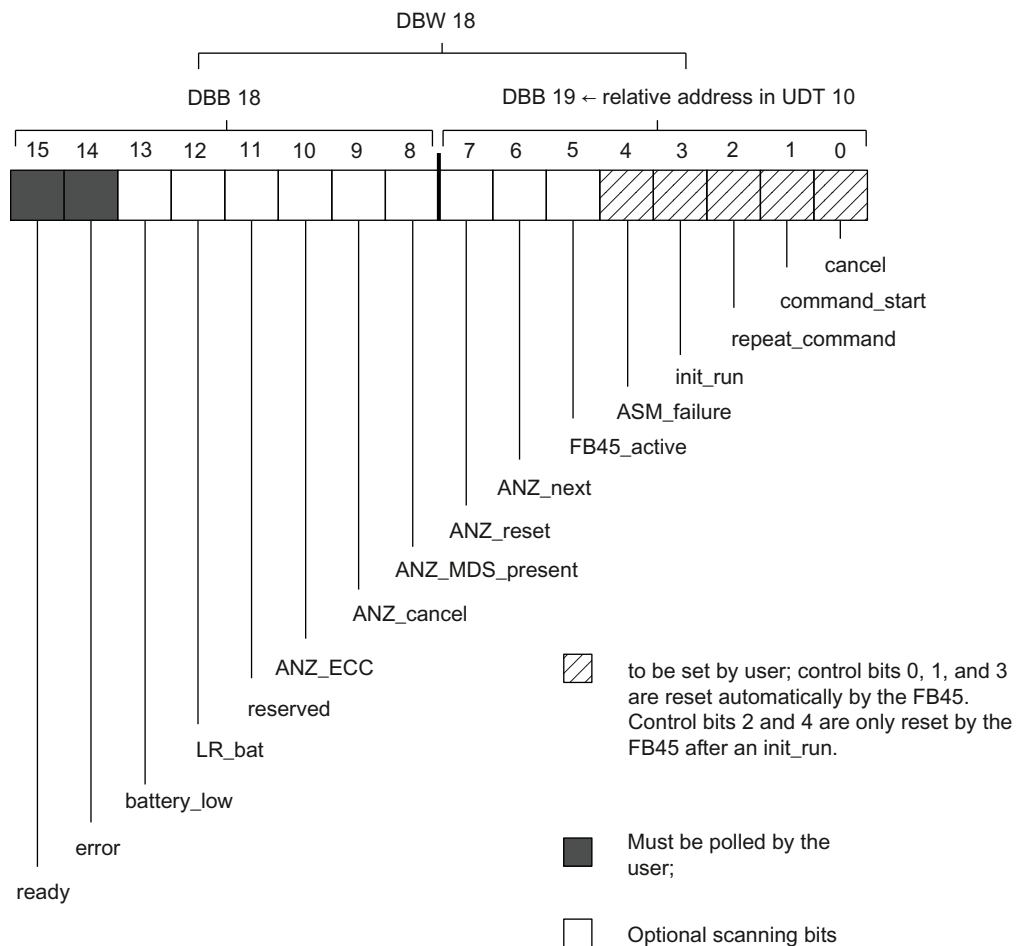 DBW 18
DBB 18
DBB 19 ← relative address in UDT 10
15 14 13 12 11 10 9 8 7 6 5 4 3 2 1 0
cancel
command_start
repeat_command
init_run
ASM_failure
FB45_active
ANZ_next
ANZ_reset
ANZ_MDS_present
ANZ_cancel
ANZ_ECC
reserved
LR_bat
battery_low
error
ready
to be set by user; control bits 0, 1, and 3
are reset automatically by the FB45.
Control bits 2 and 4 are only reset by the
FB45 after an init_run.
Must be polled by the
user;
Optional scanning bits